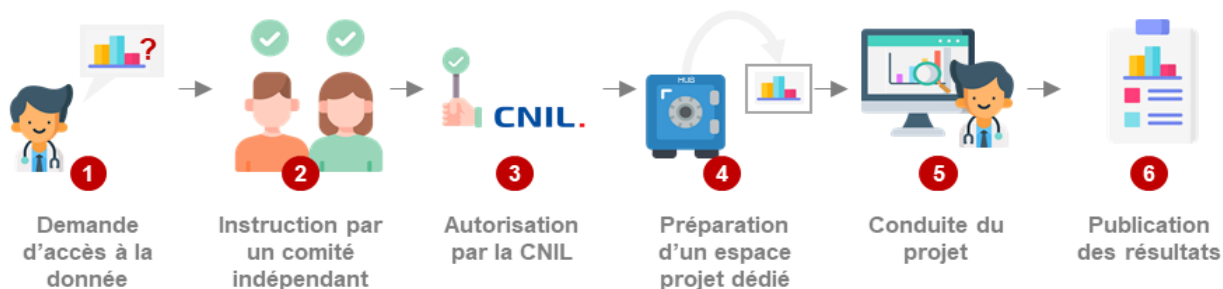 ?
HUB
CNIL.
1
2
3
4
5
6
Demande
d'accès à la
donnée
Instruction par
un comité
indépendant
Autorisation
par la CNIL
Préparation
d'un espace
projet dédié
Conduite du
projet
Publication
des résultats